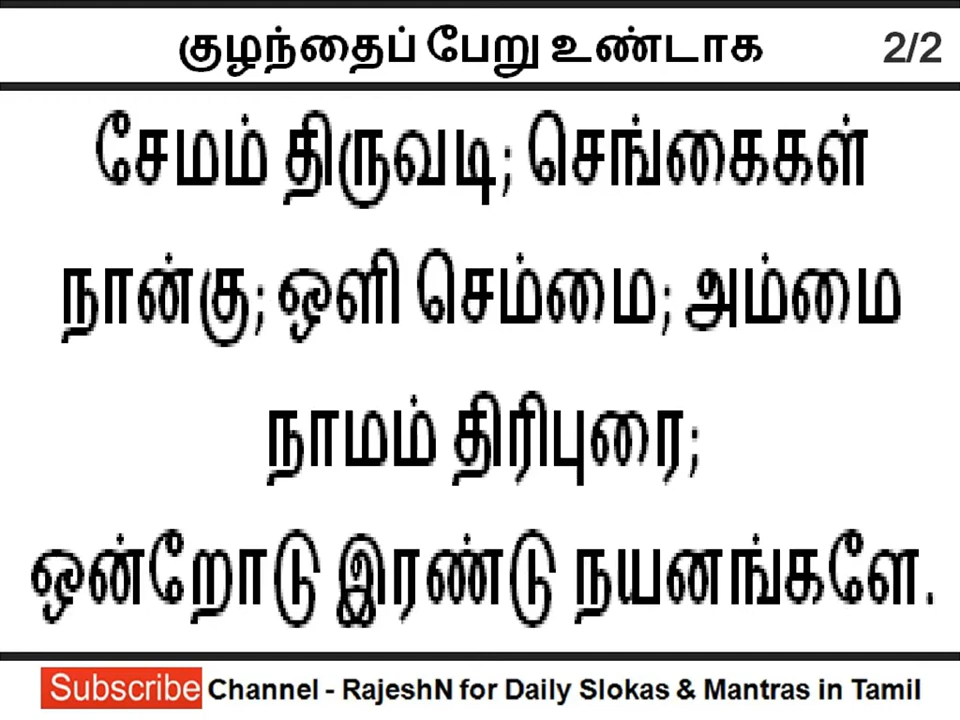 குழந்தைப் பேறு உண்டாக 2/2
சேமம் திருவடி; செங்கைகள்
நான்கு; ஒளி செம்மை; அம்மை
நாமம் திரிபுரை;
ஒன்றோடு இரண்டு நயனங்களே.
Subscribe Channel - RajeshN for Daily Slokas & Mantras in Tamil